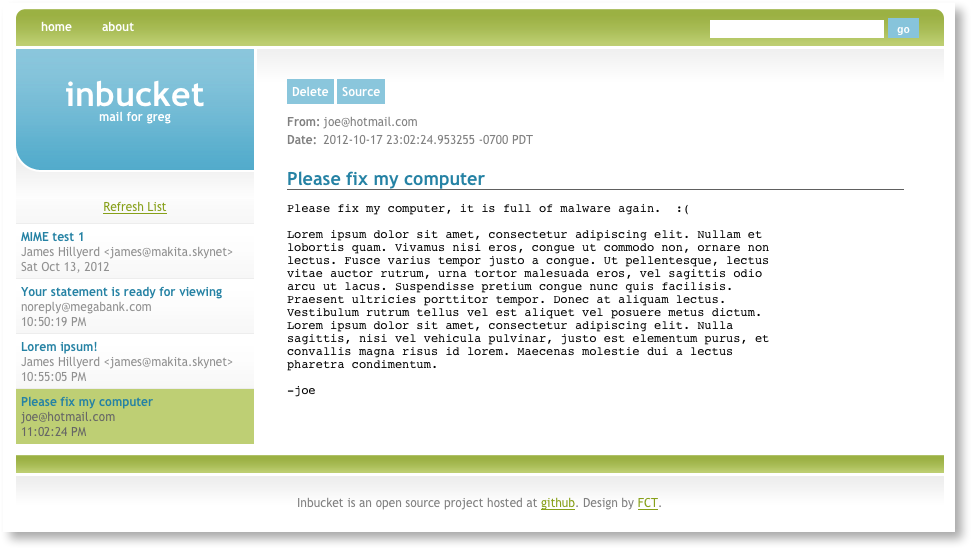 home about
go
inbucket
mail for greg
Refresh List
MIME test 1
James Hillyerd <james@makita.skynet>
Sat Oct 13, 2012
Your statement is ready for viewing
noreply@megabank.com
10:50:19 PM
Lorem ipsum!
James Hillyerd <james@makita.skynet>
10:55:05 PM
Please fix my computer
joe@hotmail.com
11:02:24 PM
Delete Source
From: joe@hotmail.com
Date: 2012-10-17 23:02:24.953255 -0700 PDT
Please fix my computer
Please fix my computer, it is full of malware again.  :(
Lorem ipsum dolor sit amet, consectetur adipiscing elit. Nullam et
lobortis quam. Vivamus nisi eros, congue ut commodo non, ornare non
lectus. Fusce varius tempor justo a congue. Ut pellentesque, lectus
vitae auctor rutrum, urna tortor malesuada eros, vel sagittis odio
arcu ut lacus. Suspendisse pretium congue nunc quis facilisis.
Praesent ultricies porttitor tempor. Donec at aliquam lectus.
Vestibulum rutrum tellus vel est aliquet vel posuere metus dictum.
Lorem ipsum dolor sit amet, consectetur adipiscing elit. Nulla
sagittis, nisi vel vehicula pulvinar, justo est elementum purus, et
convallis magna risus id lorem. Maecenas molestie dui a lectus
pharetra condimentum.
-joe
Inbucket is an open source project hosted at github. Design by FCT.